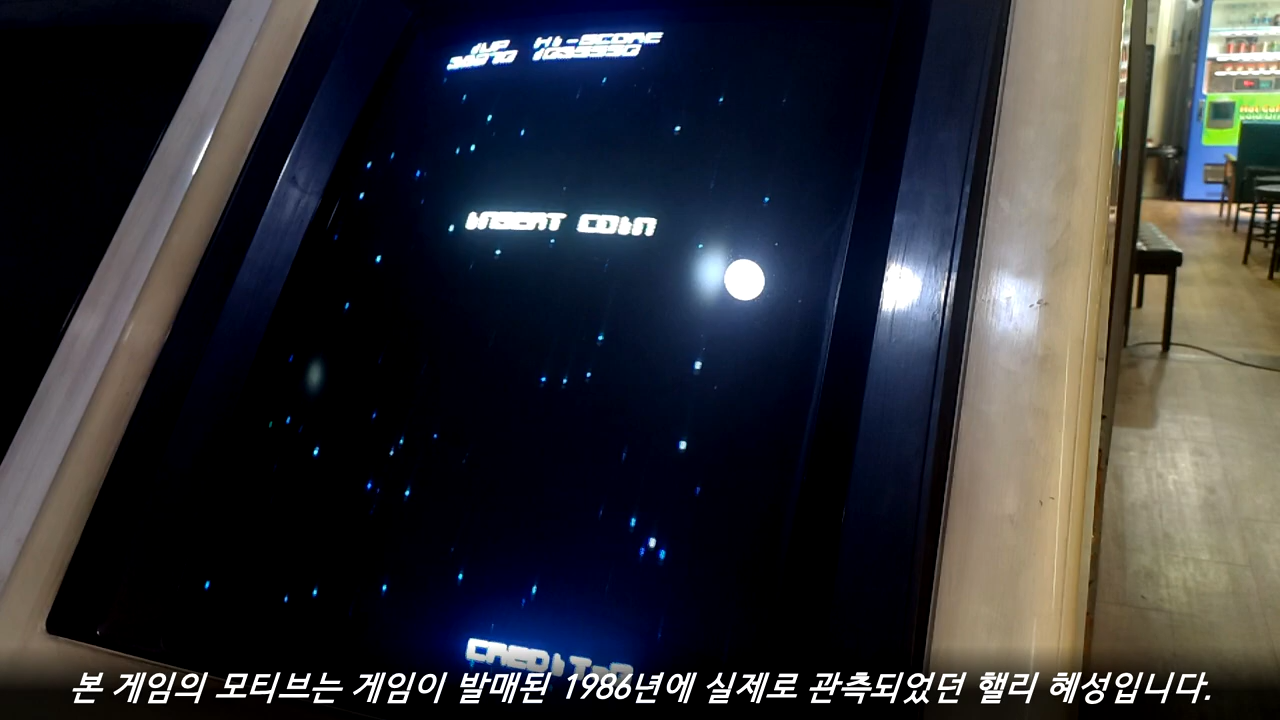 1UP HI-SCORE
INSERT COIN
CREDIT
본 게임의 모티브는 게임이 발매된 1986년에 실제로 관측되었던 핼리 혜성입니다.